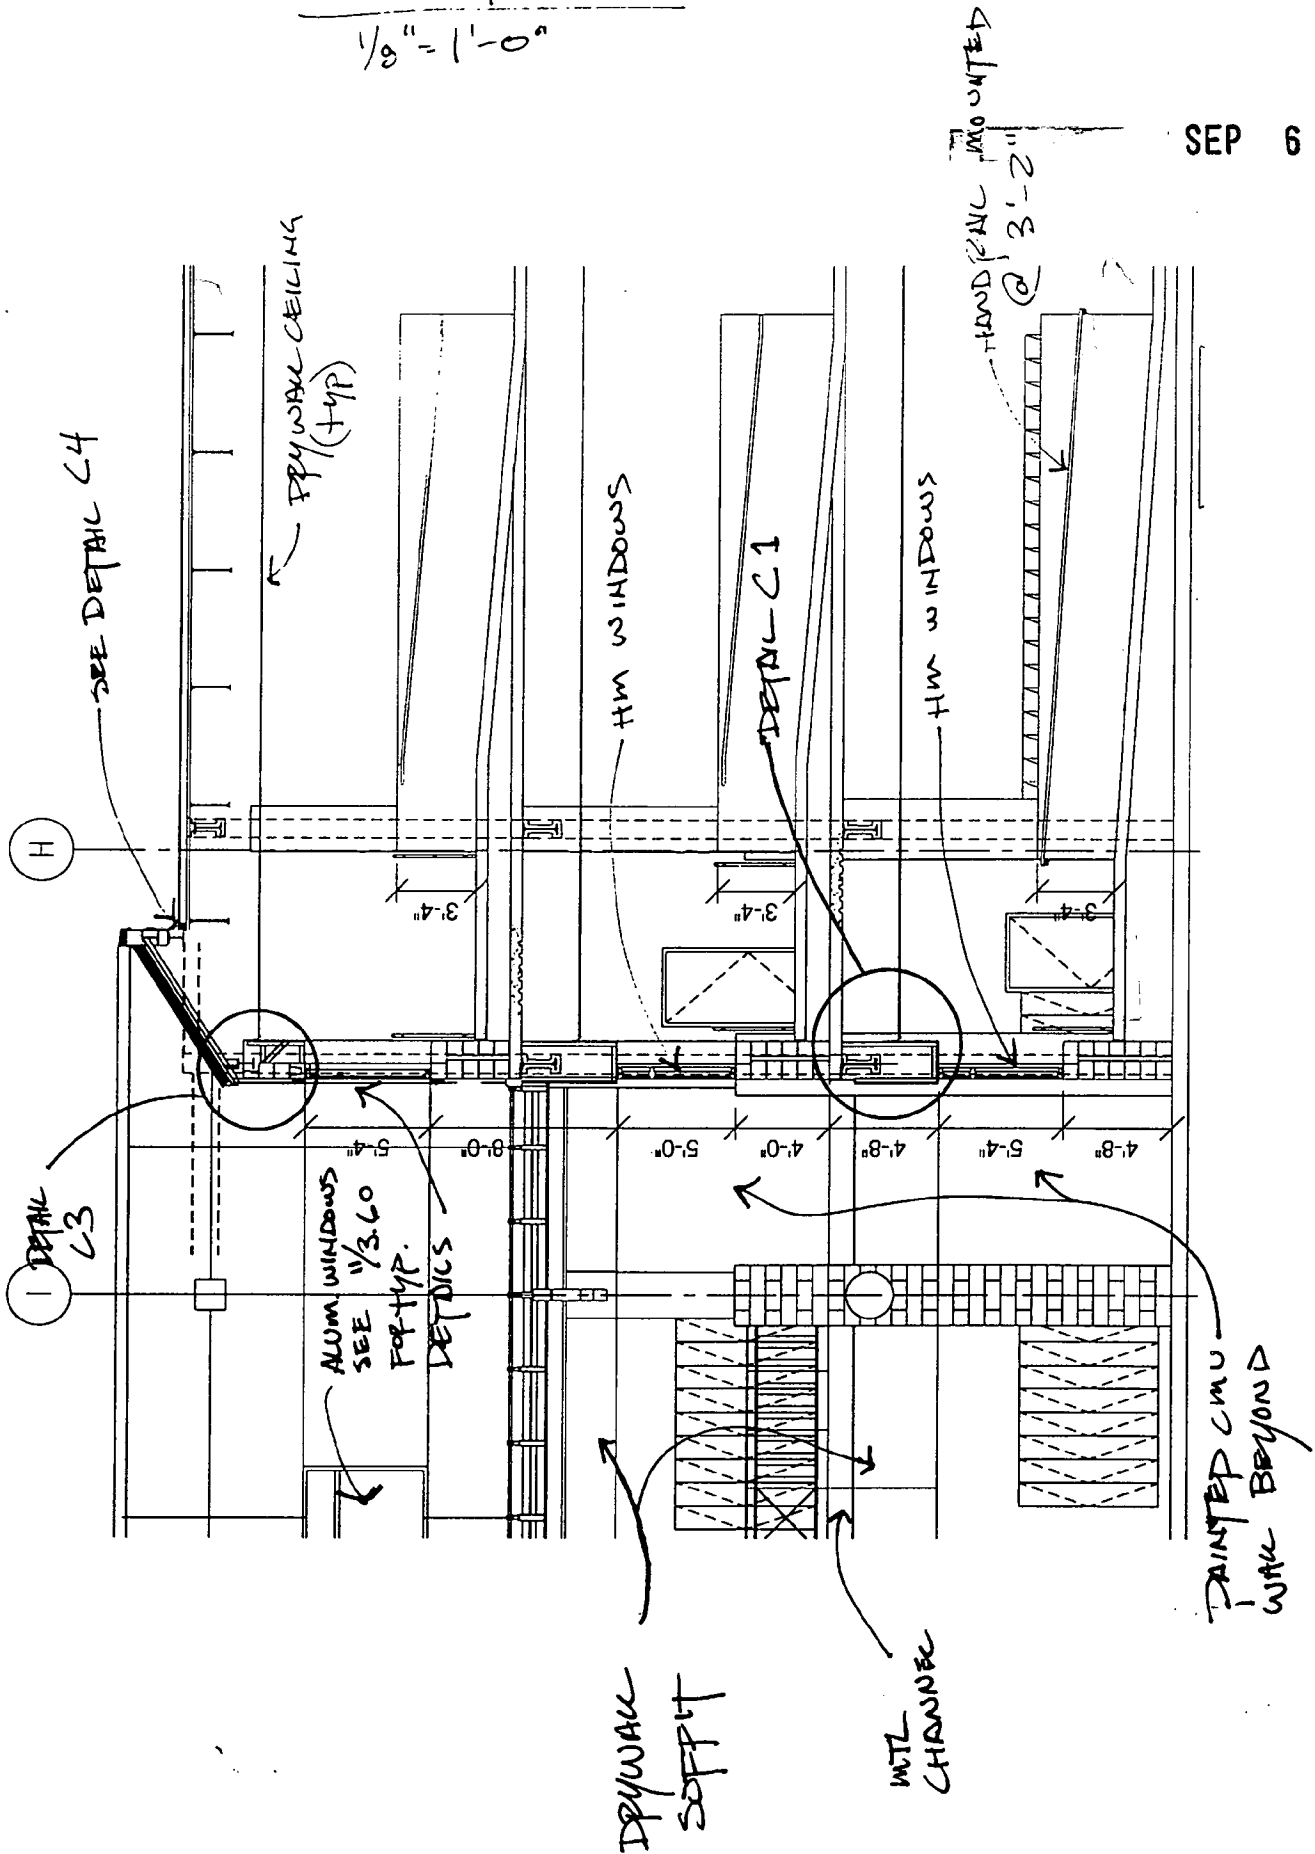 1/8" = 1'-0"
SEP 6
HANDRAIL MOUNTED
@ 3'-2"
DRYWALL CEILING
(typ)
SEE DETAIL C4
H
HM WINDOWS
DETAIL C1
HM WINDOWS
3'-4"
3'-4"
3'-4"
I
DETAIL
C3
ALUM. WINDOWS
SEE 11/3.60
FOR TYP.
DETAILS
5'-4"
8'-0"
5'-0"
4'-0"
4'-8"
5'-4"
4'-8"
DRYWALL
SOFFIT
MTL
CHANNEL
PAINTED CMU
WALL BEYOND